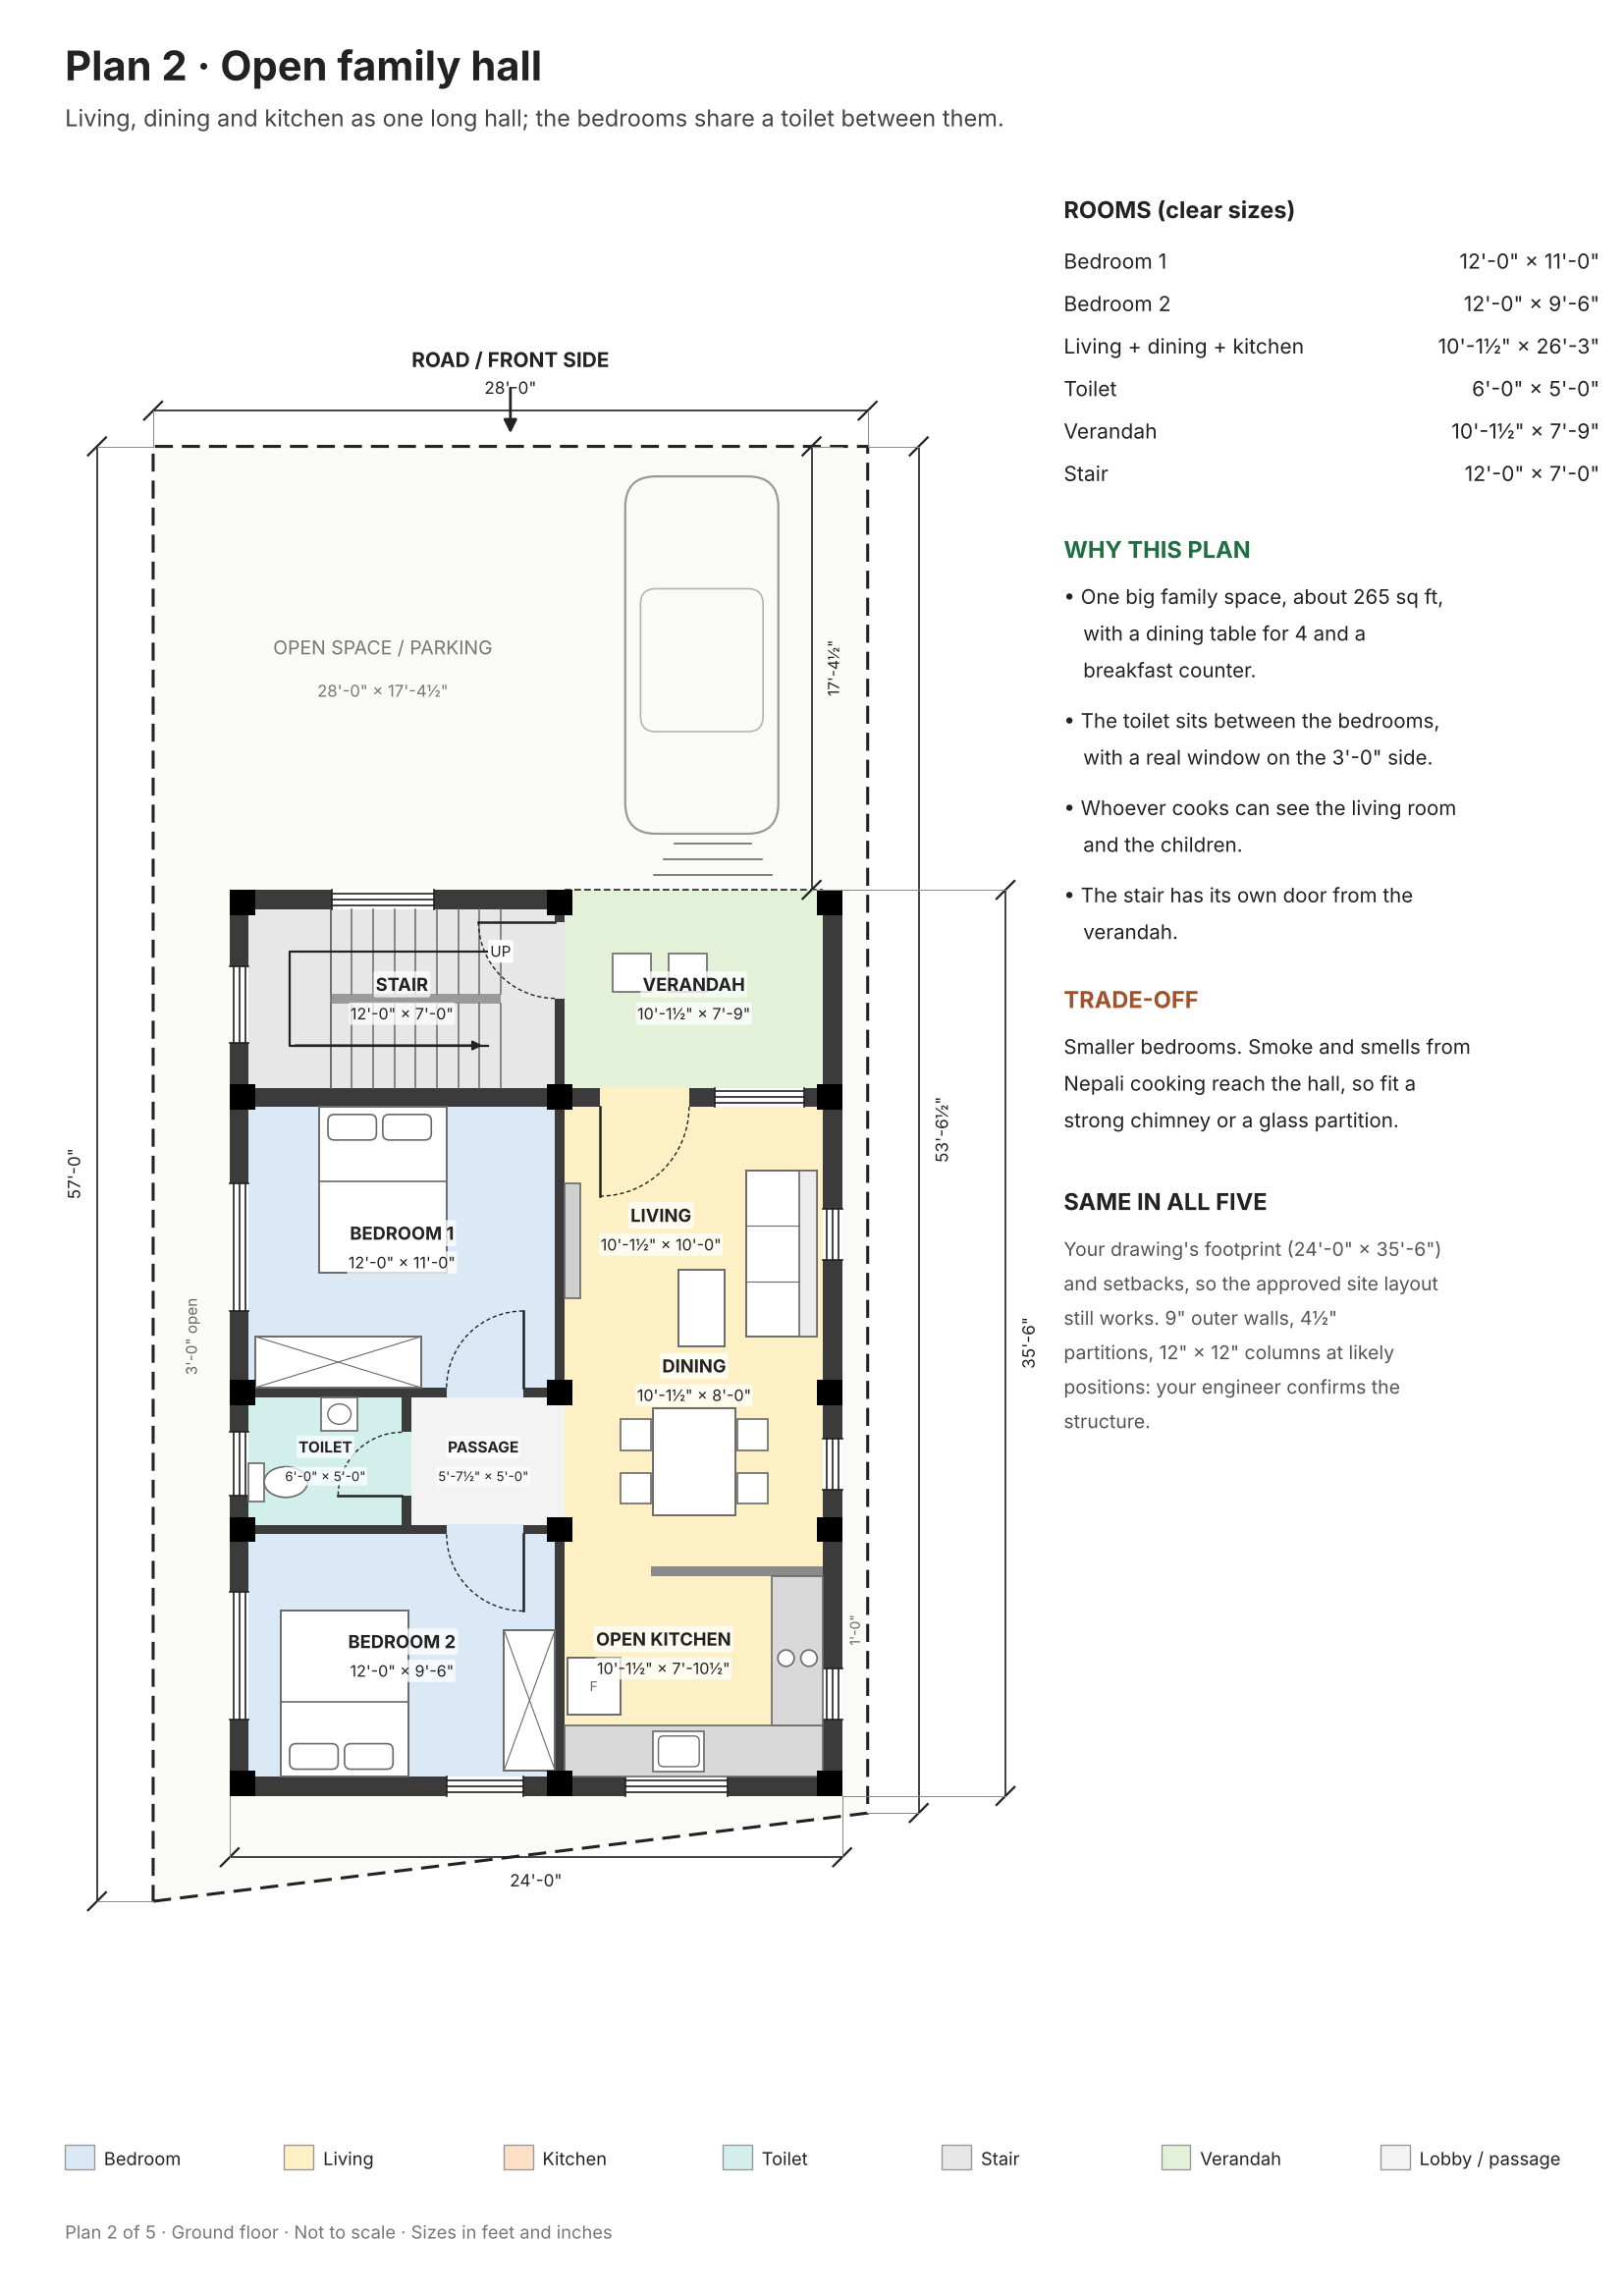 Plan 2 · Open family hall
Living, dining and kitchen as one long hall; the bedrooms share a toilet between them.
ROAD / FRONT SIDE
28'-0"
OPEN SPACE / PARKING
28'-0" × 17'-4½"
17'-4½"
57'-0"
53'-6½"
35'-6"
3'-0" open
1'-0"
24'-0"
UP
STAIR
12'-0" × 7'-0"
VERANDAH
10'-1½" × 7'-9"
BEDROOM 1
12'-0" × 11'-0"
LIVING
10'-1½" × 10'-0"
DINING
10'-1½" × 8'-0"
TOILET
6'-0" × 5'-0"
PASSAGE
5'-7½" × 5'-0"
BEDROOM 2
12'-0" × 9'-6"
OPEN KITCHEN
10'-1½" × 7'-10½"
F
ROOMS (clear sizes)
Bedroom 1 12'-0" × 11'-0"
Bedroom 2 12'-0" × 9'-6"
Living + dining + kitchen 10'-1½" × 26'-3"
Toilet 6'-0" × 5'-0"
Verandah 10'-1½" × 7'-9"
Stair 12'-0" × 7'-0"
WHY THIS PLAN
• One big family space, about 265 sq ft,
with a dining table for 4 and a
breakfast counter.
• The toilet sits between the bedrooms,
with a real window on the 3'-0" side.
• Whoever cooks can see the living room
and the children.
• The stair has its own door from the
verandah.
TRADE-OFF
Smaller bedrooms. Smoke and smells from
Nepali cooking reach the hall, so fit a
strong chimney or a glass partition.
SAME IN ALL FIVE
Your drawing's footprint (24'-0" × 35'-6")
and setbacks, so the approved site layout
still works. 9" outer walls, 4½"
partitions, 12" × 12" columns at likely
positions: your engineer confirms the
structure.
Bedroom
Living
Kitchen
Toilet
Stair
Verandah
Lobby / passage
Plan 2 of 5 · Ground floor · Not to scale · Sizes in feet and inches